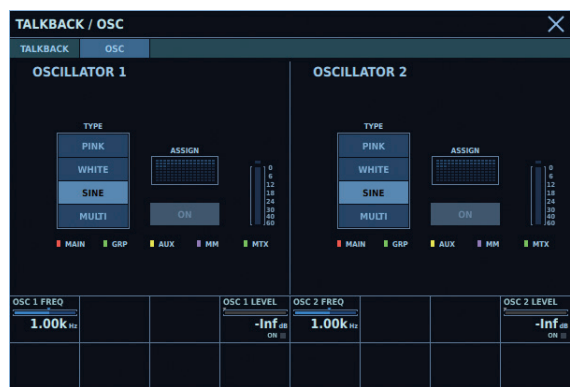 TALKBACK / OSC
TALKBACK OSC
OSCILLATOR 1
TYPE
PINK
WHITE
SINE
MULTI
ASSIGN
ON
0
6
12
18
24
30
40
60
MAIN GRP AUX MM MTX
OSCILLATOR 2
TYPE
PINK
WHITE
SINE
MULTI
ASSIGN
ON
0
6
12
18
24
30
40
60
MAIN GRP AUX MM MTX
OSC 1 FREQ
1.00k Hz
OSC 1 LEVEL
-Inf dB
ON
OSC 2 FREQ
1.00k Hz
OSC 2 LEVEL
-Inf dB
ON